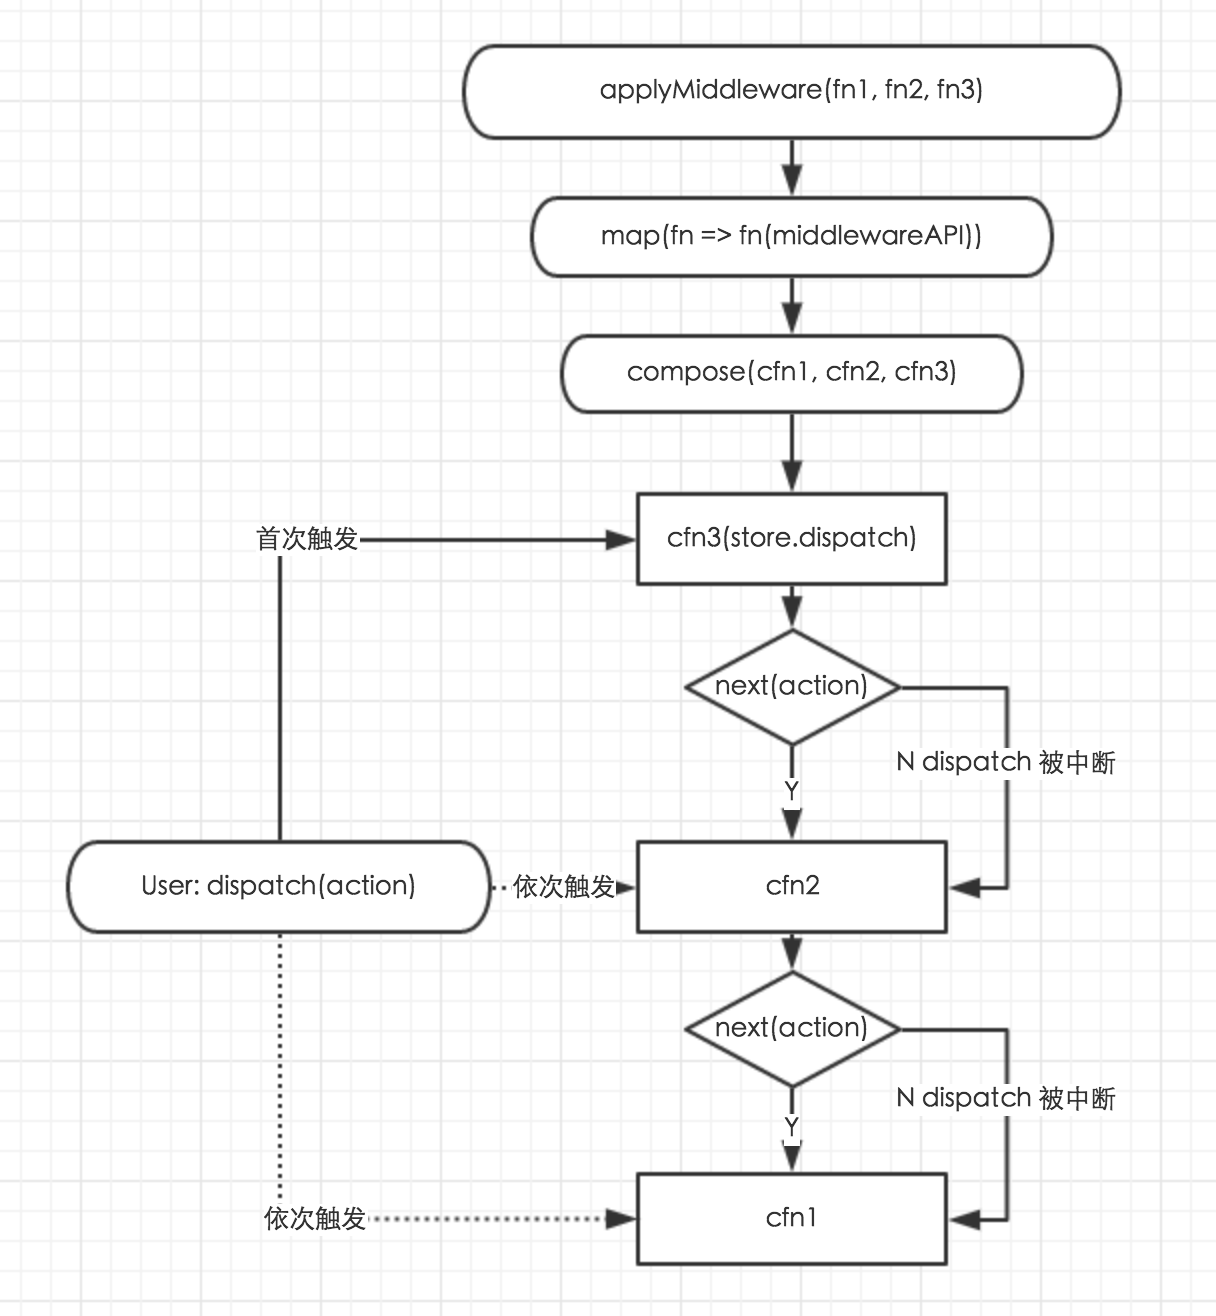 applyMiddleware(fn1, fn2, fn3)
map(fn => fn(middlewareAPI))
compose(cfn1, cfn2, cfn3)
首次触发
cfn3(store.dispatch)
next(action)
N dispatch 被中断
Y
User: dispatch(action)
依次触发
cfn2
next(action)
N dispatch 被中断
Y
依次触发
cfn1